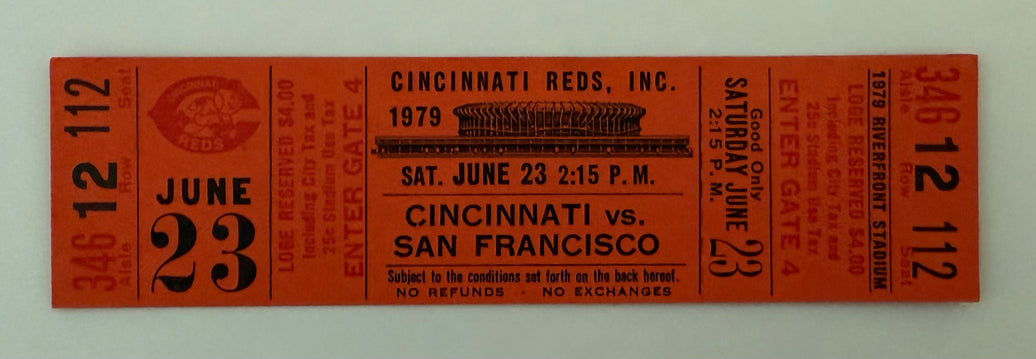 346 12 112
Aisle Row Seat
CINCINNATI
REDS
JUNE
23
LOGE RESERVED $4.00
Including City Tax and
25¢ Stadium Use Tax
ENTER GATE 4
CINCINNATI REDS, INC.
1979
SAT. JUNE 23 2:15 P. M.
CINCINNATI vs.
SAN FRANCISCO
Subject to the conditions set forth on the back hereof.
NO REFUNDS · NO EXCHANGES
Good Only
SATURDAY JUNE 23
2:15 P. M.
ENTER GATE 4
25¢ Stadium Use Tax
Including City Tax and
LOGE RESERVED $4.00
1979 RIVERFRONT STADIUM
Aisle Row Seat
346 12 112